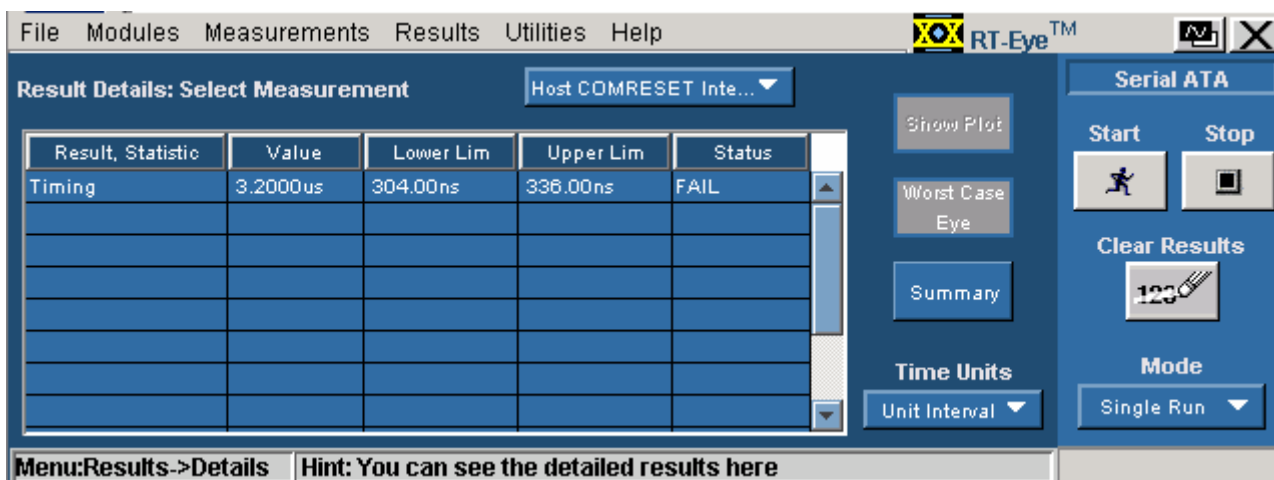 File Modules Measurements Results Utilities Help RT-Eye™
Result Details: Select Measurement Host COMRESET Inte...
Result, Statistic Value Lower Lim Upper Lim Status
Timing 3.2000us 304.00ns 336.00ns FAIL
Show Plot
Worst Case
Eye
Summary
Time Units
Unit Interval
Serial ATA
Start Stop
Clear Results
123
Mode
Single Run
Menu:Results->Details Hint: You can see the detailed results here